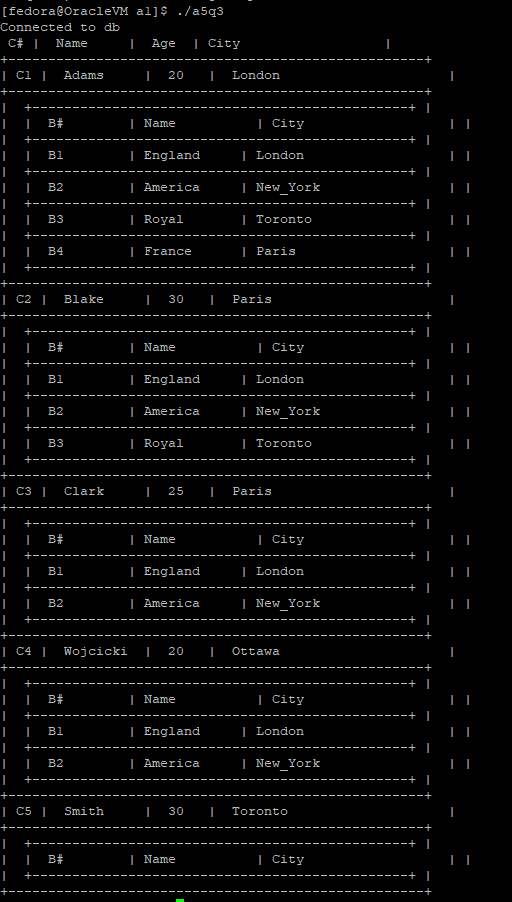 [fedora@OracleVM a1]$ ./a5q3
Connected to db
 C# |  Name     |  Age  | City                  |
+----------------------------------------------------+
| C1 |  Adams     |  20   |  London                     |
+----------------------------------------------------+
|  +-----------------------------------------------+ |
|  |  B#        | Name          | City                  | |
|  +-----------------------------------------------+ |
|  |  B1        | England     | London                  | |
|  +-----------------------------------------------+ |
|  |  B2        | America     | New_York                | |
|  +-----------------------------------------------+ |
|  |  B3        | Royal       | Toronto                 | |
|  +-----------------------------------------------+ |
|  |  B4        | France      | Paris                   | |
|  +-----------------------------------------------+ |
+----------------------------------------------------+
| C2 |  Blake     |  30   |  Paris                      |
+----------------------------------------------------+
|  +-----------------------------------------------+ |
|  |  B#        | Name          | City                  | |
|  +-----------------------------------------------+ |
|  |  B1        | England     | London                  | |
|  +-----------------------------------------------+ |
|  |  B2        | America     | New_York                | |
|  +-----------------------------------------------+ |
|  |  B3        | Royal       | Toronto                 | |
|  +-----------------------------------------------+ |
+----------------------------------------------------+
| C3 |  Clark     |  25   |  Paris                      |
+----------------------------------------------------+
|  +-----------------------------------------------+ |
|  |  B#        | Name          | City                  | |
|  +-----------------------------------------------+ |
|  |  B1        | England     | London                  | |
|  +-----------------------------------------------+ |
|  |  B2        | America     | New_York                | |
|  +-----------------------------------------------+ |
+----------------------------------------------------+
| C4 |  Wojcicki  |  20   |  Ottawa                     |
+----------------------------------------------------+
|  +-----------------------------------------------+ |
|  |  B#        | Name          | City                  | |
|  +-----------------------------------------------+ |
|  |  B1        | England     | London                  | |
|  +-----------------------------------------------+ |
|  |  B2        | America     | New_York                | |
|  +-----------------------------------------------+ |
+----------------------------------------------------+
| C5 |  Smith     |  30   |  Toronto                    |
+----------------------------------------------------+
|  +-----------------------------------------------+ |
|  |  B#        | Name          | City                  | |
|  +-----------------------------------------------+ |
+----------------------------------------------------+